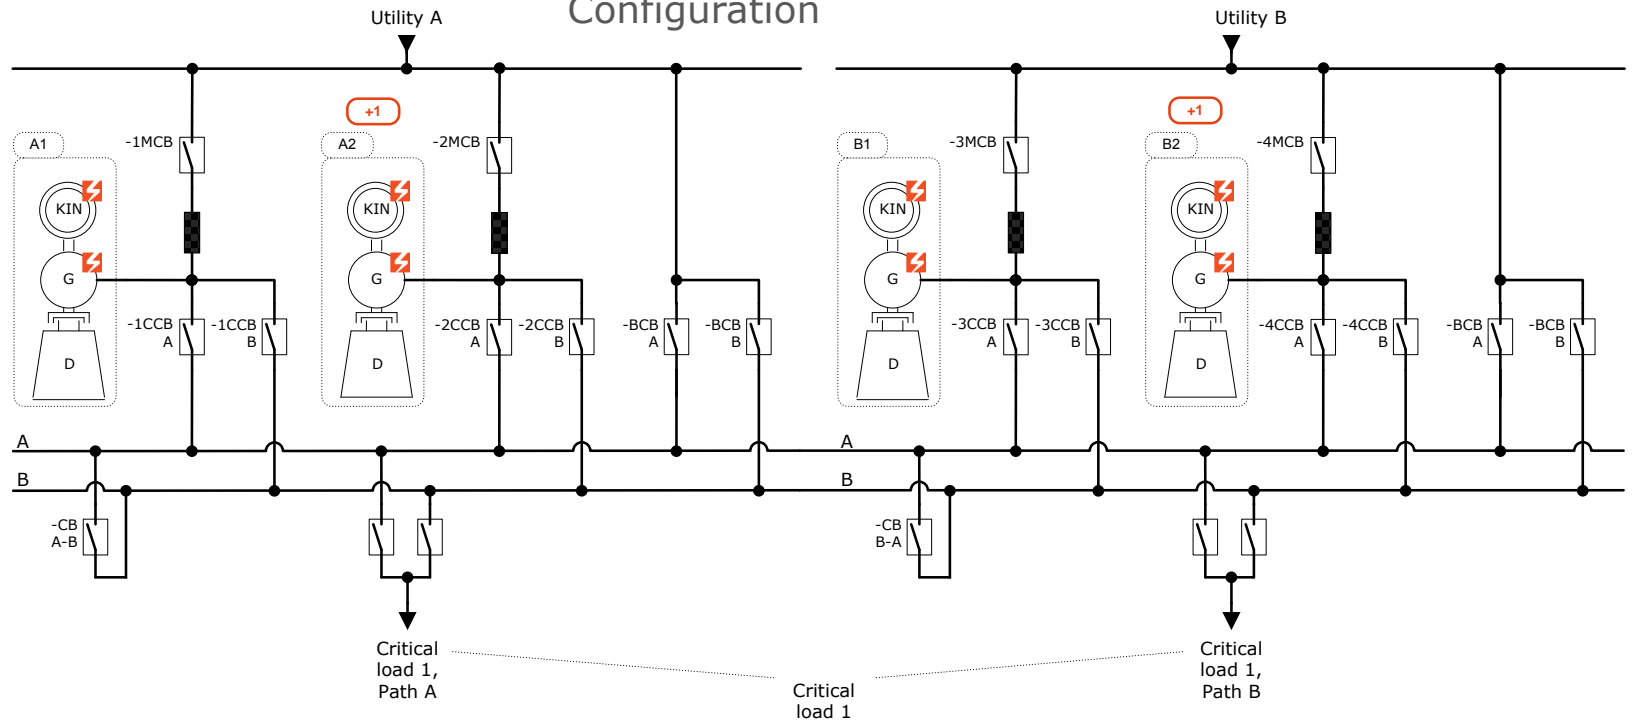 Configuration
Utility A
Utility B
+1
+1
A1
-1MCB
A2
-2MCB
B1
-3MCB
B2
-4MCB
KIN
KIN
KIN
KIN
G
G
G
G
-1CCB
A
-1CCB
B
-2CCB
A
-2CCB
B
-BCB
A
-BCB
B
-3CCB
A
-3CCB
B
-4CCB
A
-4CCB
B
-BCB
A
-BCB
B
D
D
D
D
A
A
B
B
-CB
A-B
-CB
B-A
Critical
load 1,
Path A
Critical
load 1,
Path B
Critical
load 1